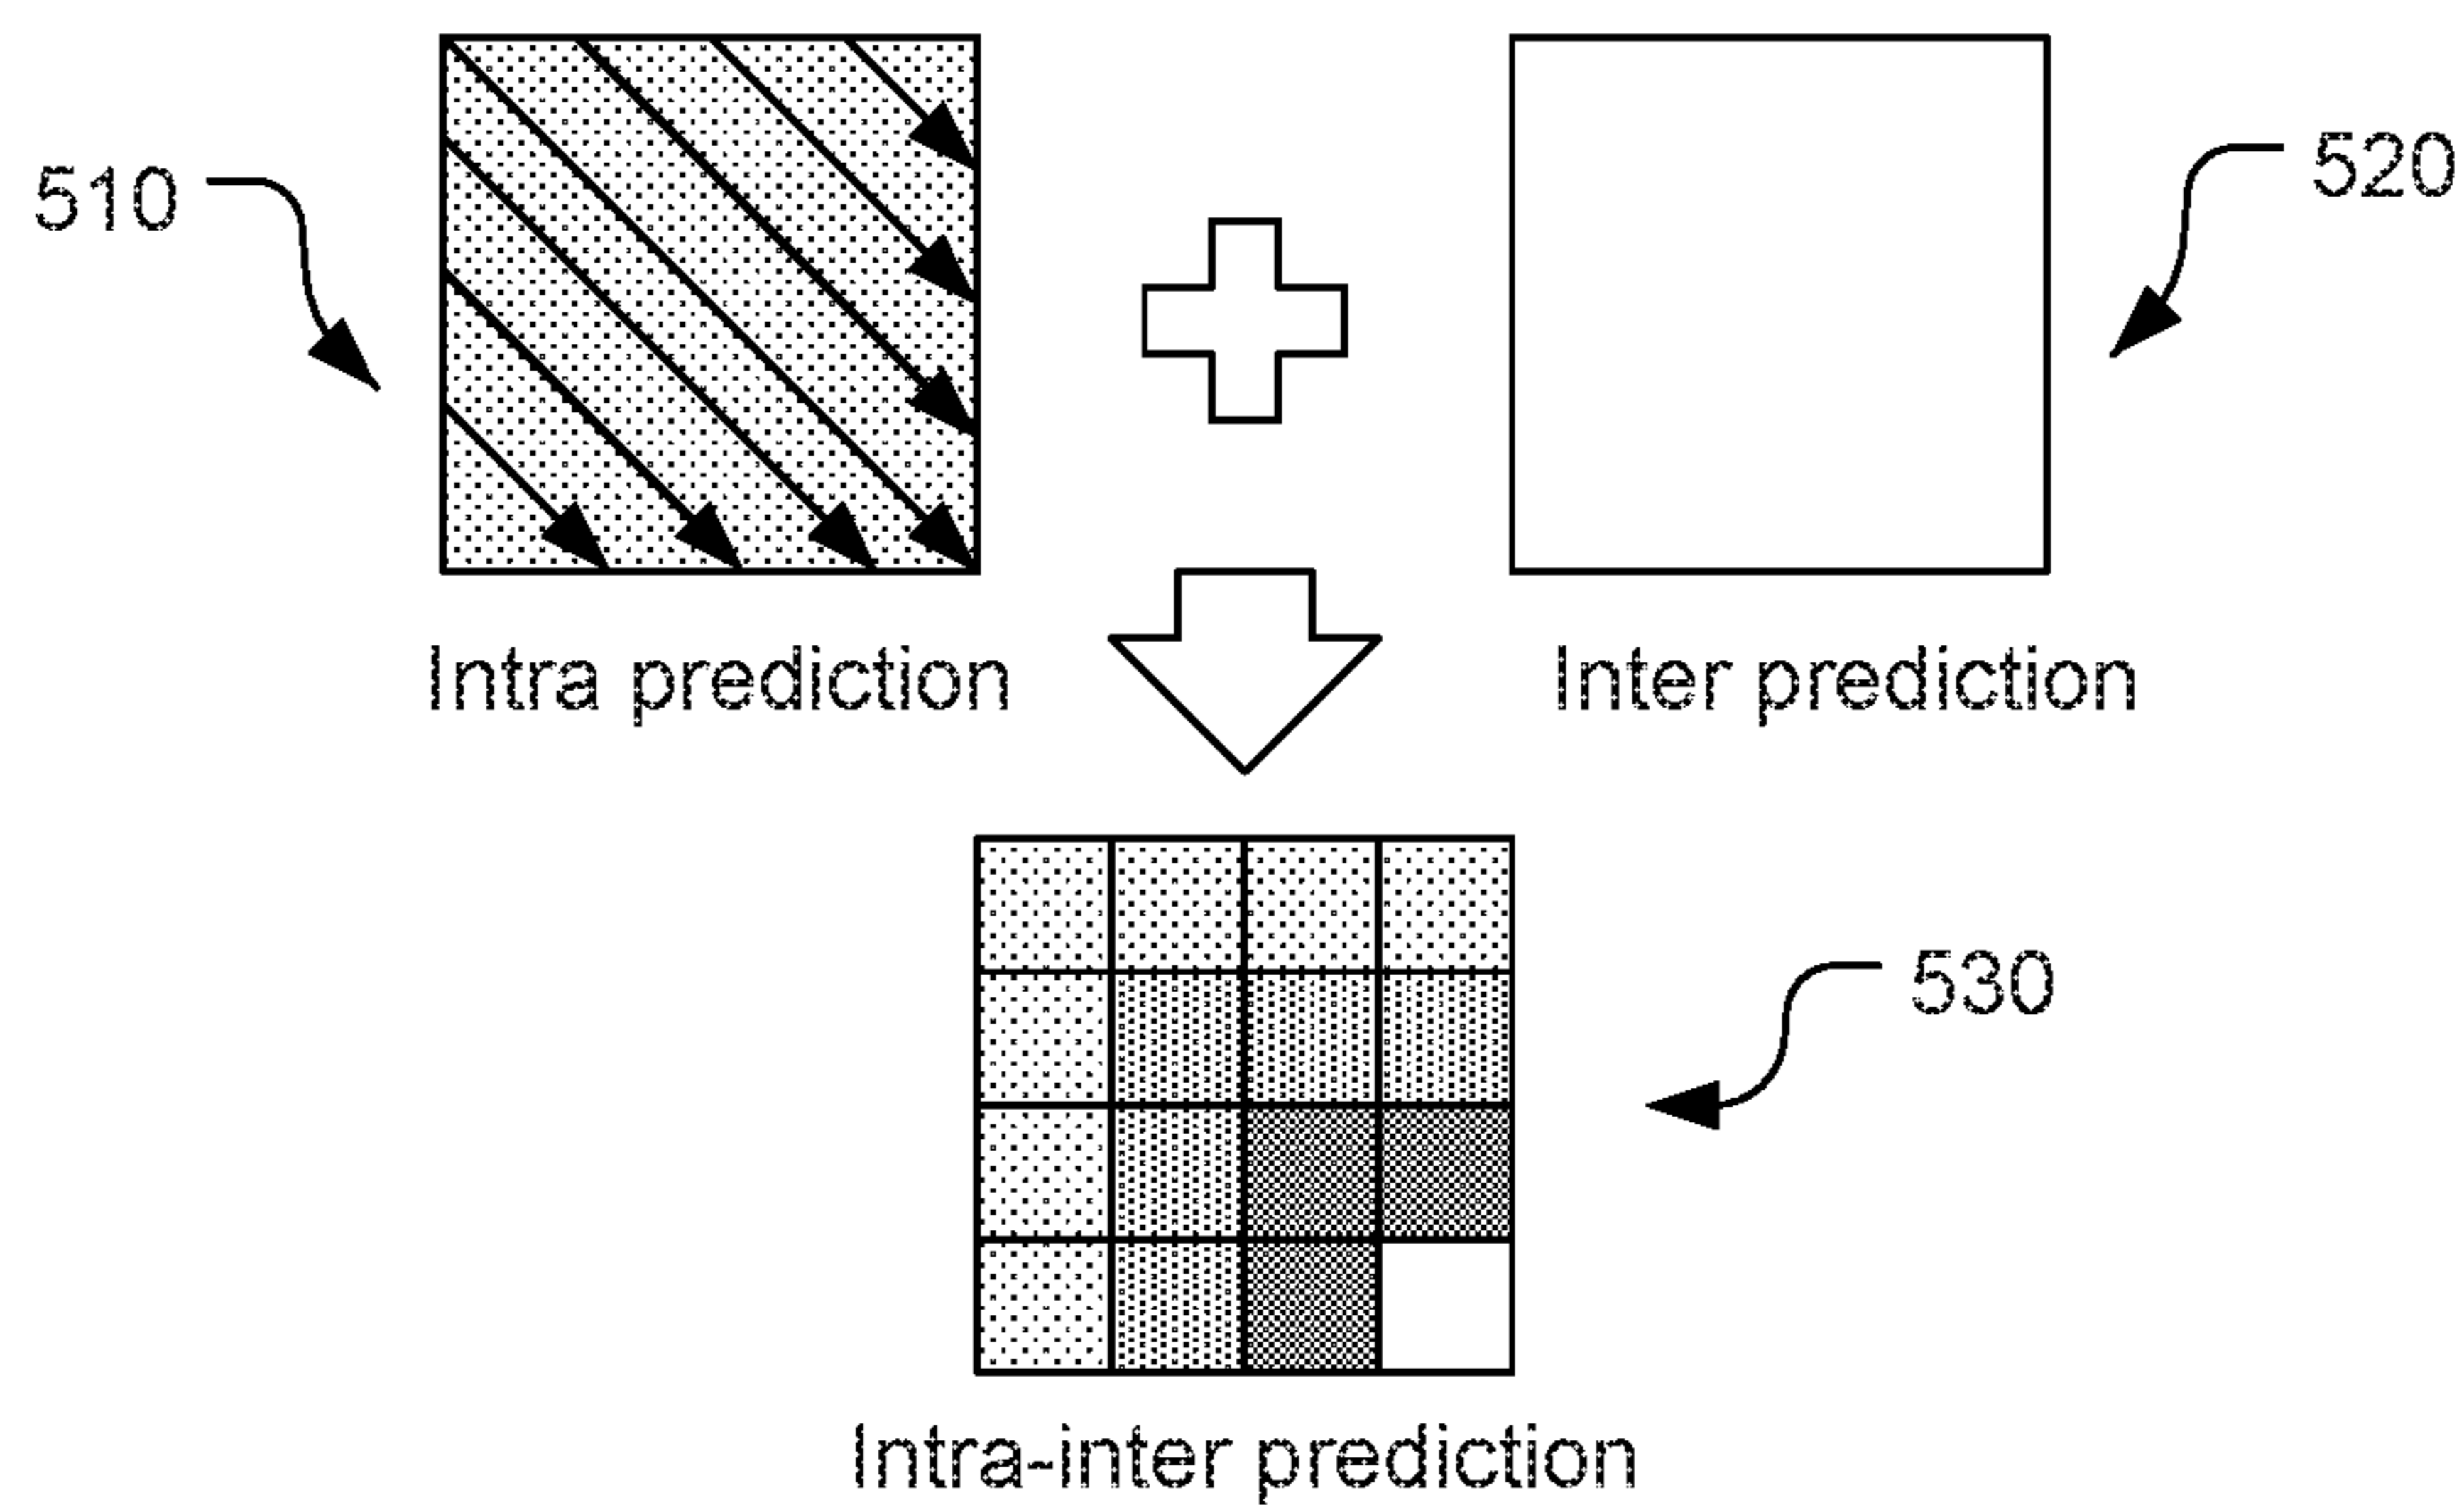 510
520
Intra prediction
Inter prediction
530
Intra-inter prediction